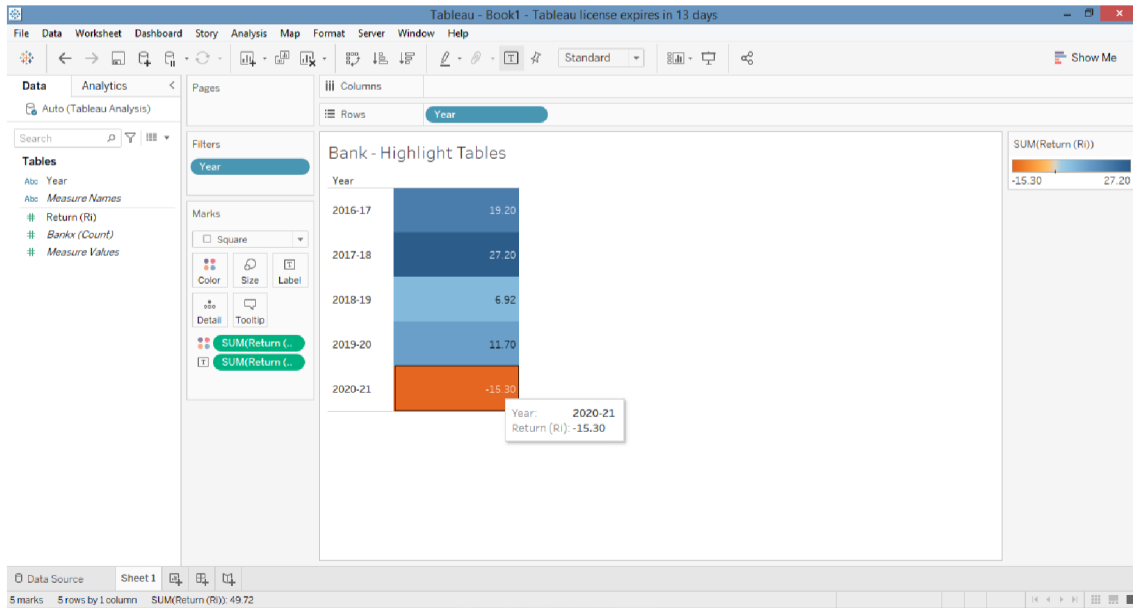 Tableau - Book1 - Tableau license expires in 13 days
File Data Worksheet Dashboard Story Analysis Map Format Server Window Help
Standard
Show Me
Data Analytics
Auto (Tableau Analysis)
Search
Tables
Abc Year
Abc Measure Names
# Return (Ri)
# Bankx (Count)
# Measure Values
Pages
Filters
Year
Marks
Square
Color Size Label
Detail Tooltip
SUM(Return (..
T SUM(Return (..
Columns
Rows Year
Bank - Highlight Tables
Year
2016-17 19.20
2017-18 27.20
2018-19 6.92
2019-20 11.70
2020-21 -15.30
Year: 2020-21
Return (Ri): -15.30
SUM(Return (Ri))
-15.30 27.20
Data Source Sheet 1
5 marks 5 rows by 1 column SUM(Return (Ri)): 49.72